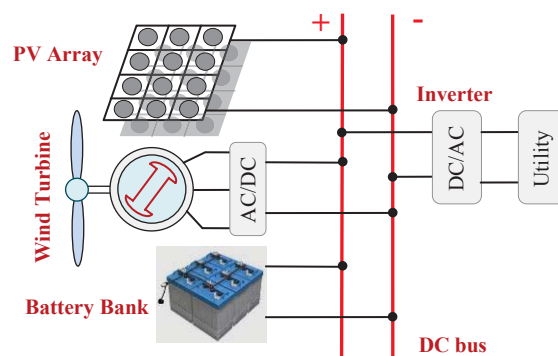 + -
PV Array
Inverter
Wind Turbine
AC/DC
DC/AC
Utility
Battery Bank
DC bus